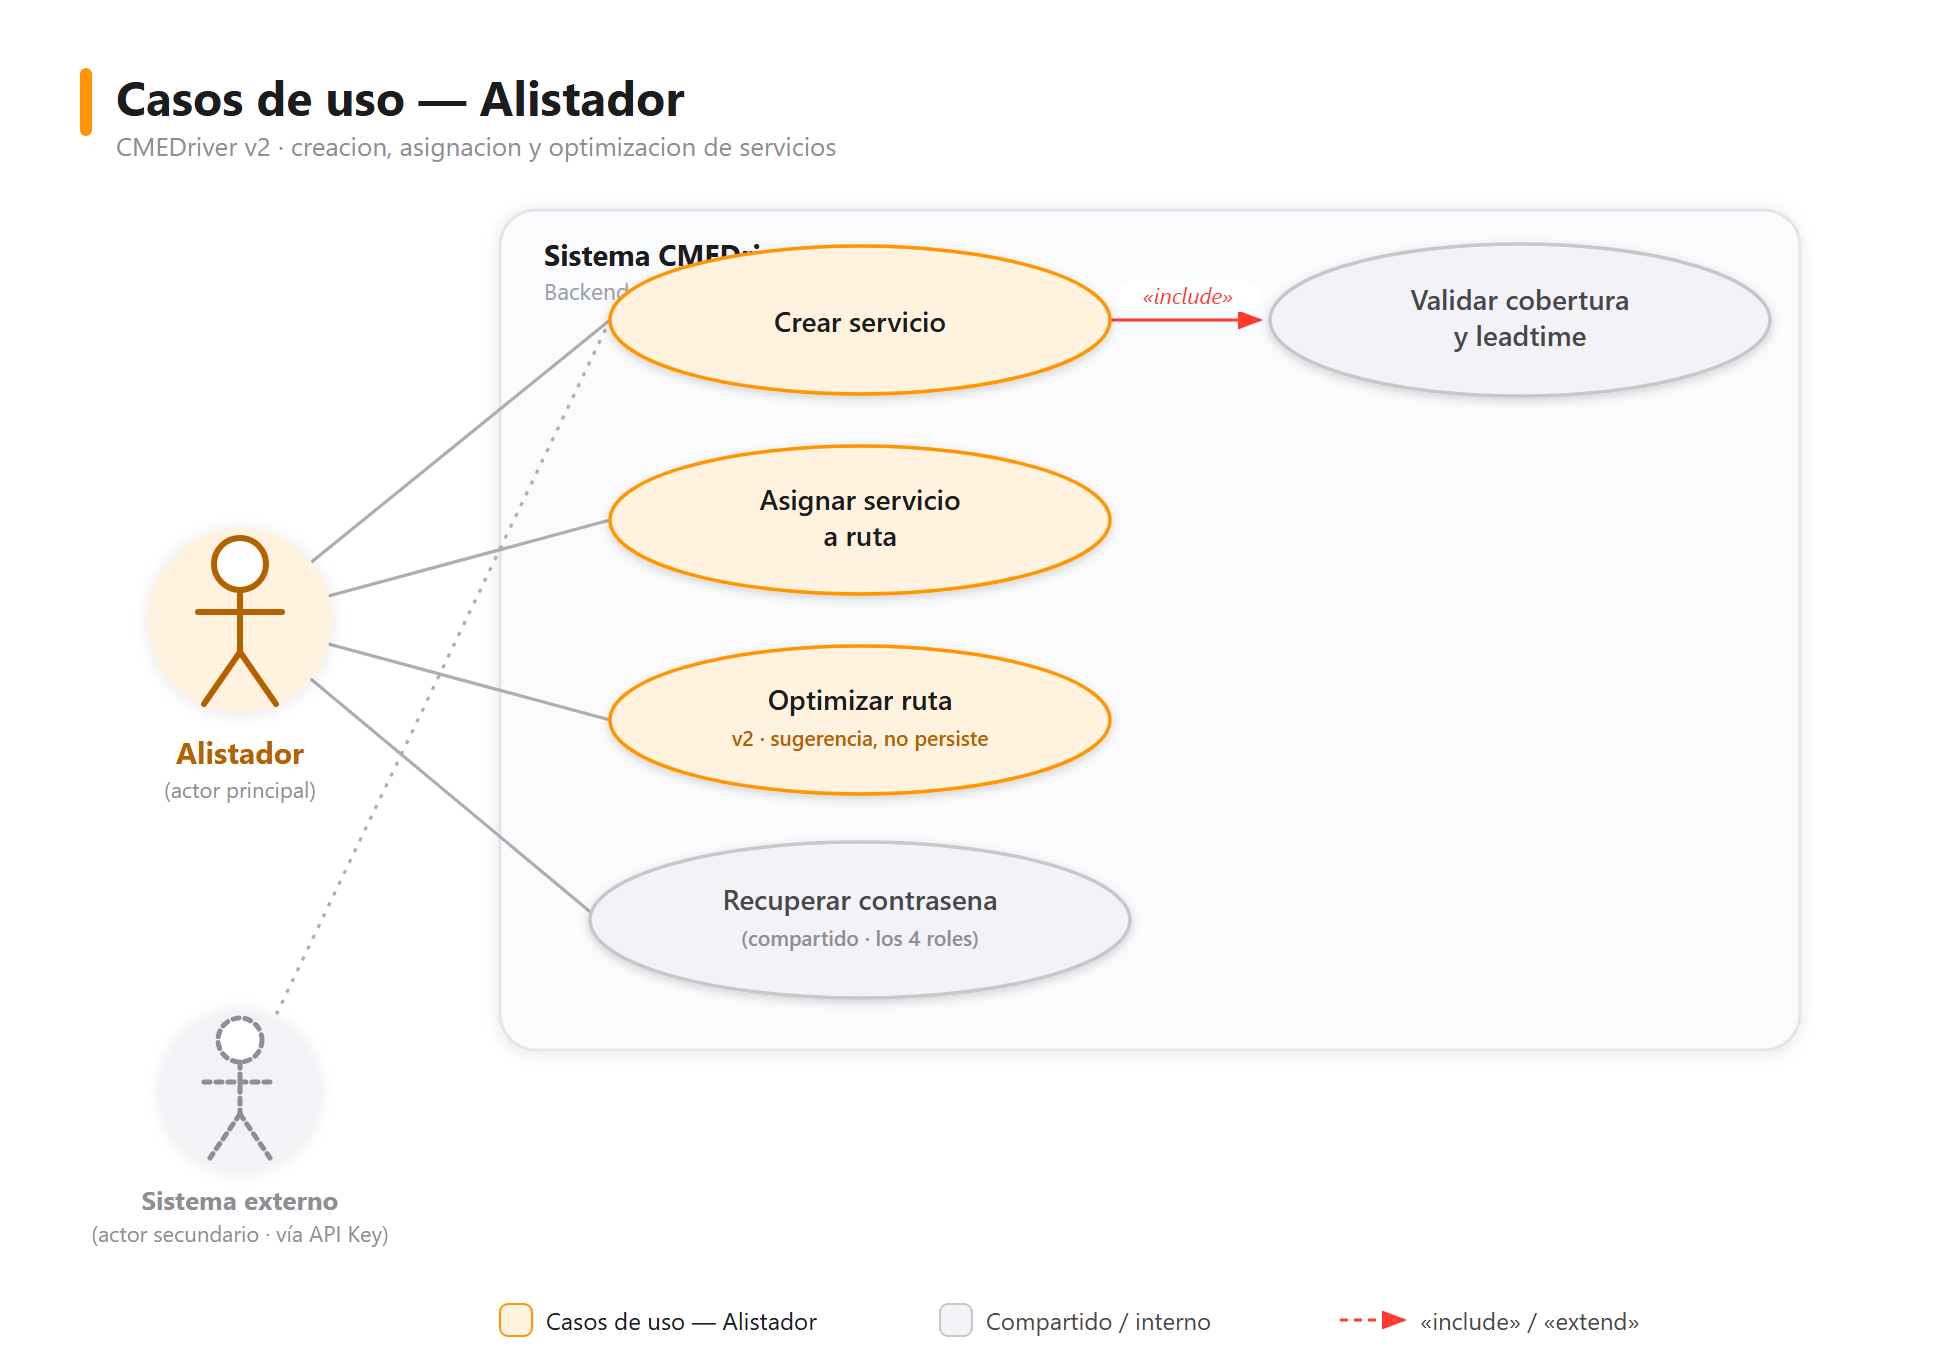 Casos de uso — Alistador
CMEDriver v2 · creacion, asignacion y optimizacion de servicios
Sistema
Backend
Crear servicio
«include»
Validar cobertura
y leadtime
Asignar servicio
a ruta
Optimizar ruta
v2 · sugerencia, no persiste
Recuperar contrasena
(compartido · los 4 roles)
Alistador
(actor principal)
Sistema externo
(actor secundario · vía API Key)
Casos de uso — Alistador
Compartido / interno
«include» / «extend»